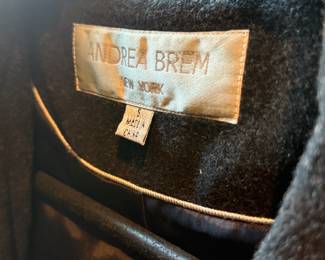 ANDREA BREM
NEW YORK
S
MADE IN
CHINA